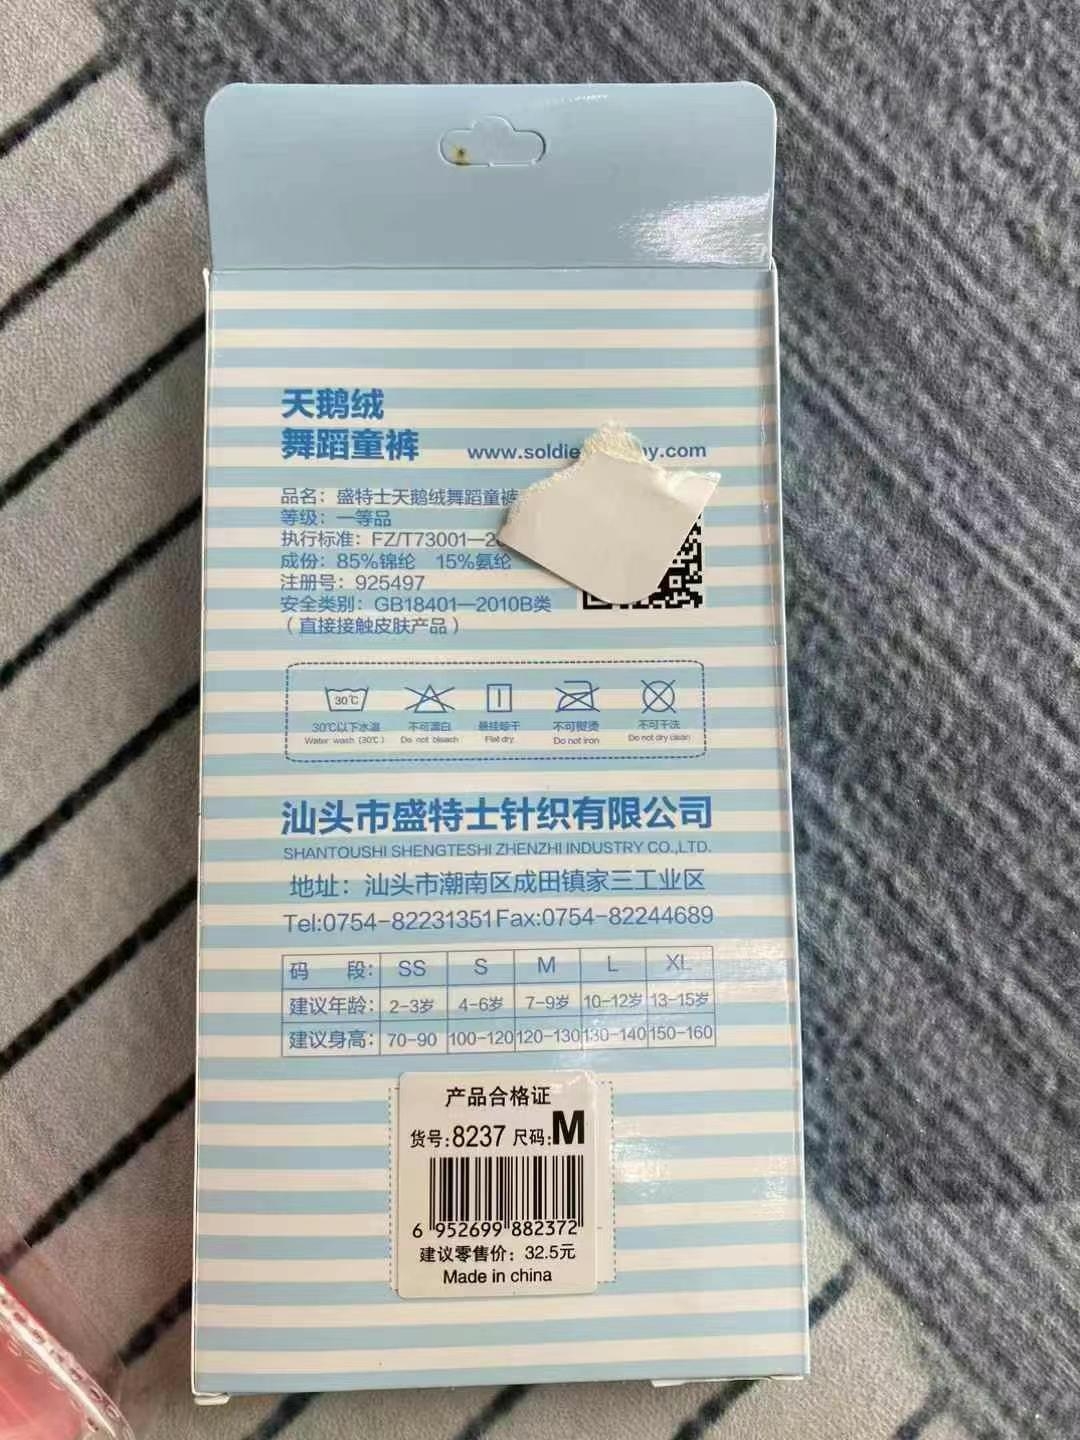 天鹅绒
舞蹈童裤
www.soldie
y.com
品名：盛特士天鹅绒舞蹈童裤
等级：一等品
执行标准：FZ/T73001—2
成份：85%锦纶 15%氨纶
注册号：925497
安全类别：GB18401—2010B类
（直接接触皮肤产品）
30℃
30℃以下水温 不可漂白 悬挂晾干 不可熨烫 不可干洗
Water wash (30℃) Do not bleach Flat dry Do not iron Do not dry clean
汕头市盛特士针织有限公司
SHANTOUSHI SHENGTESHI ZHENZHI INDUSTRY CO.,LTD.
地址：汕头市潮南区成田镇家三工业区
Tel:0754-82231351 Fax:0754-82244689
码 段: SS S M L XL
建议年龄: 2-3岁 4-6岁 7-9岁 10-12岁 13-15岁
建议身高: 70-90 100-120 120-130 130-140 150-160
产品合格证
货号:8237 尺码:M
6 952699 882372
建议零售价：32.5元
Made in china